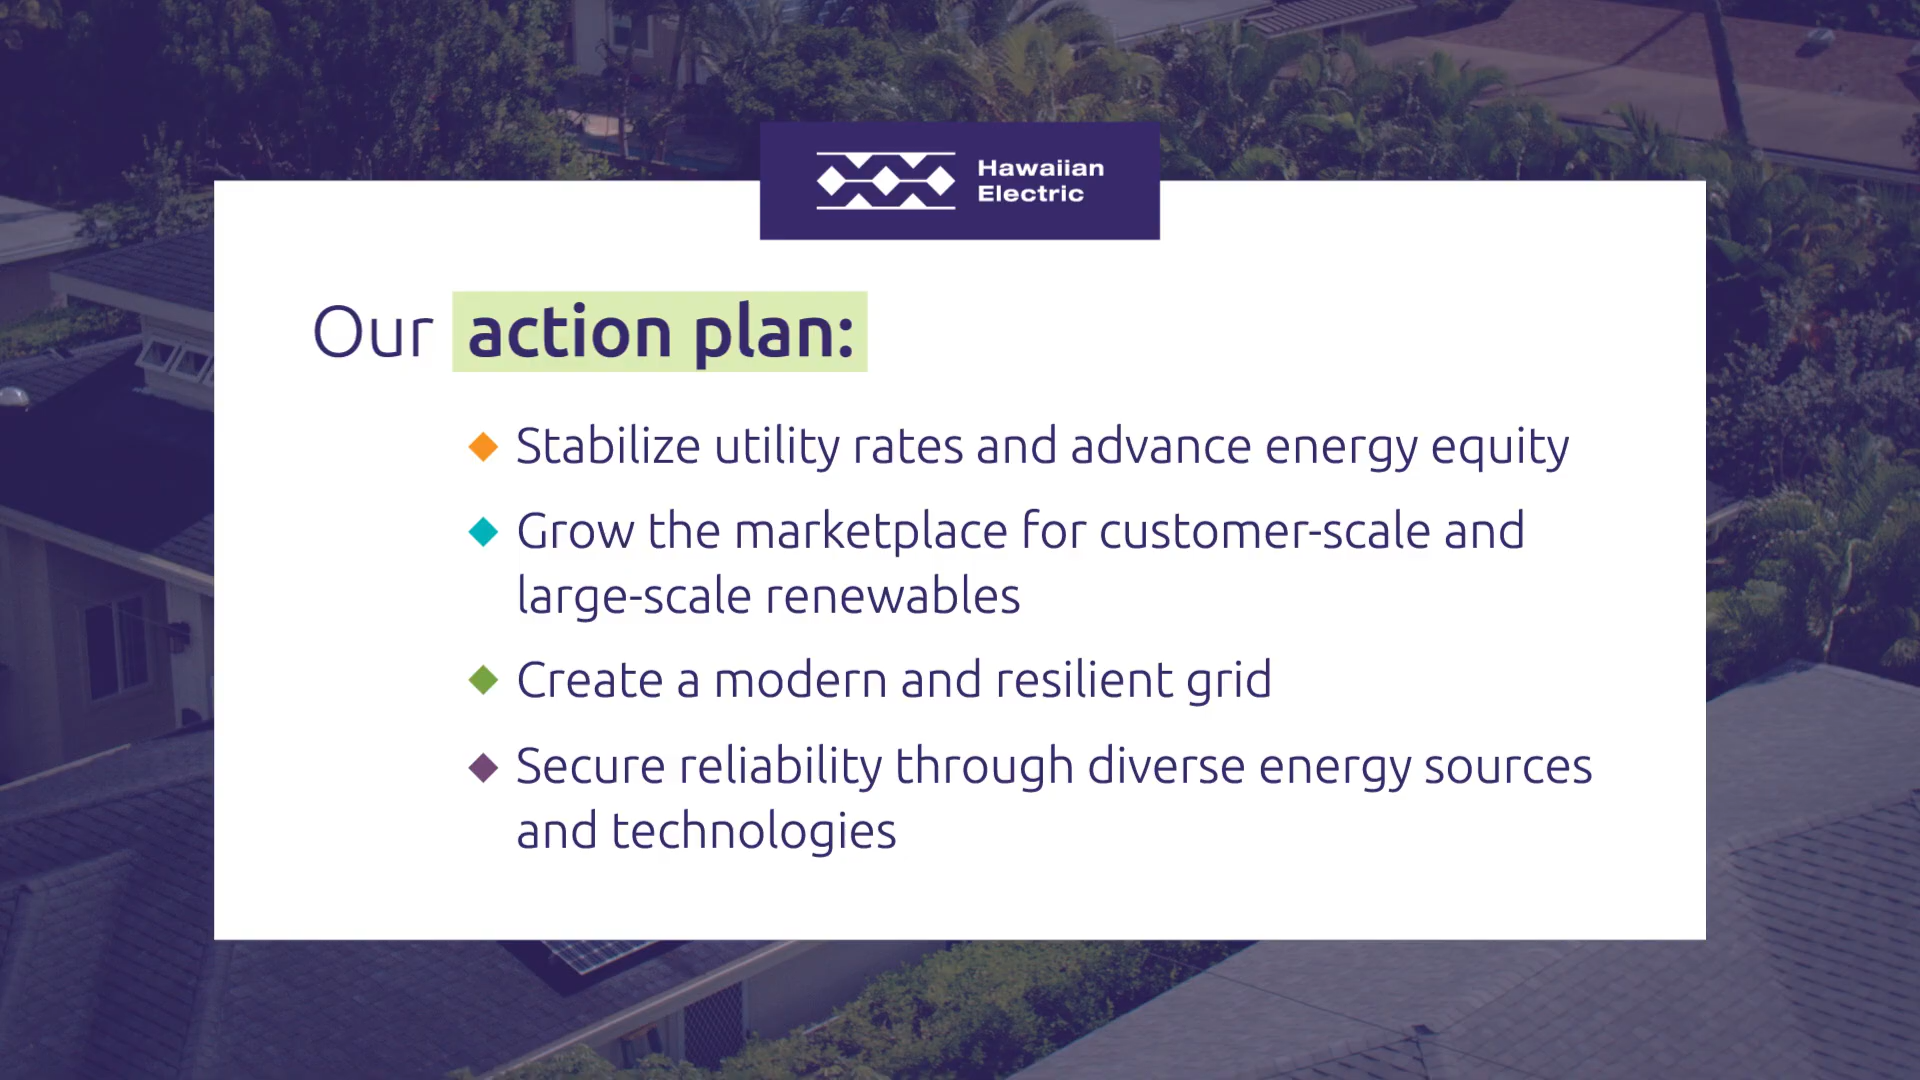 Hawaiian
Electric
Our action plan:
Stabilize utility rates and advance energy equity
Grow the marketplace for customer-scale and
large-scale renewables
Create a modern and resilient grid
Secure reliability through diverse energy sources
and technologies